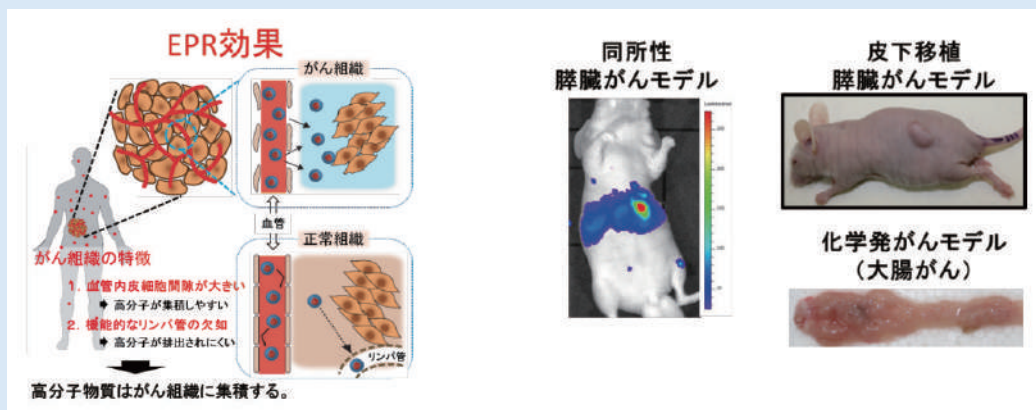 EPR効果
がん組織
血管
正常組織
リンパ管
がん組織の特徴
1. 血管内皮細胞間隙が大きい
➡ 高分子が集積しやすい
2. 機能的なリンパ管の欠如
➡ 高分子が排出されにくい
高分子物質はがん組織に集積する。
同所性
膵臓がんモデル
Luminescence
皮下移植
膵臓がんモデル
化学発がんモデル
（大腸がん）